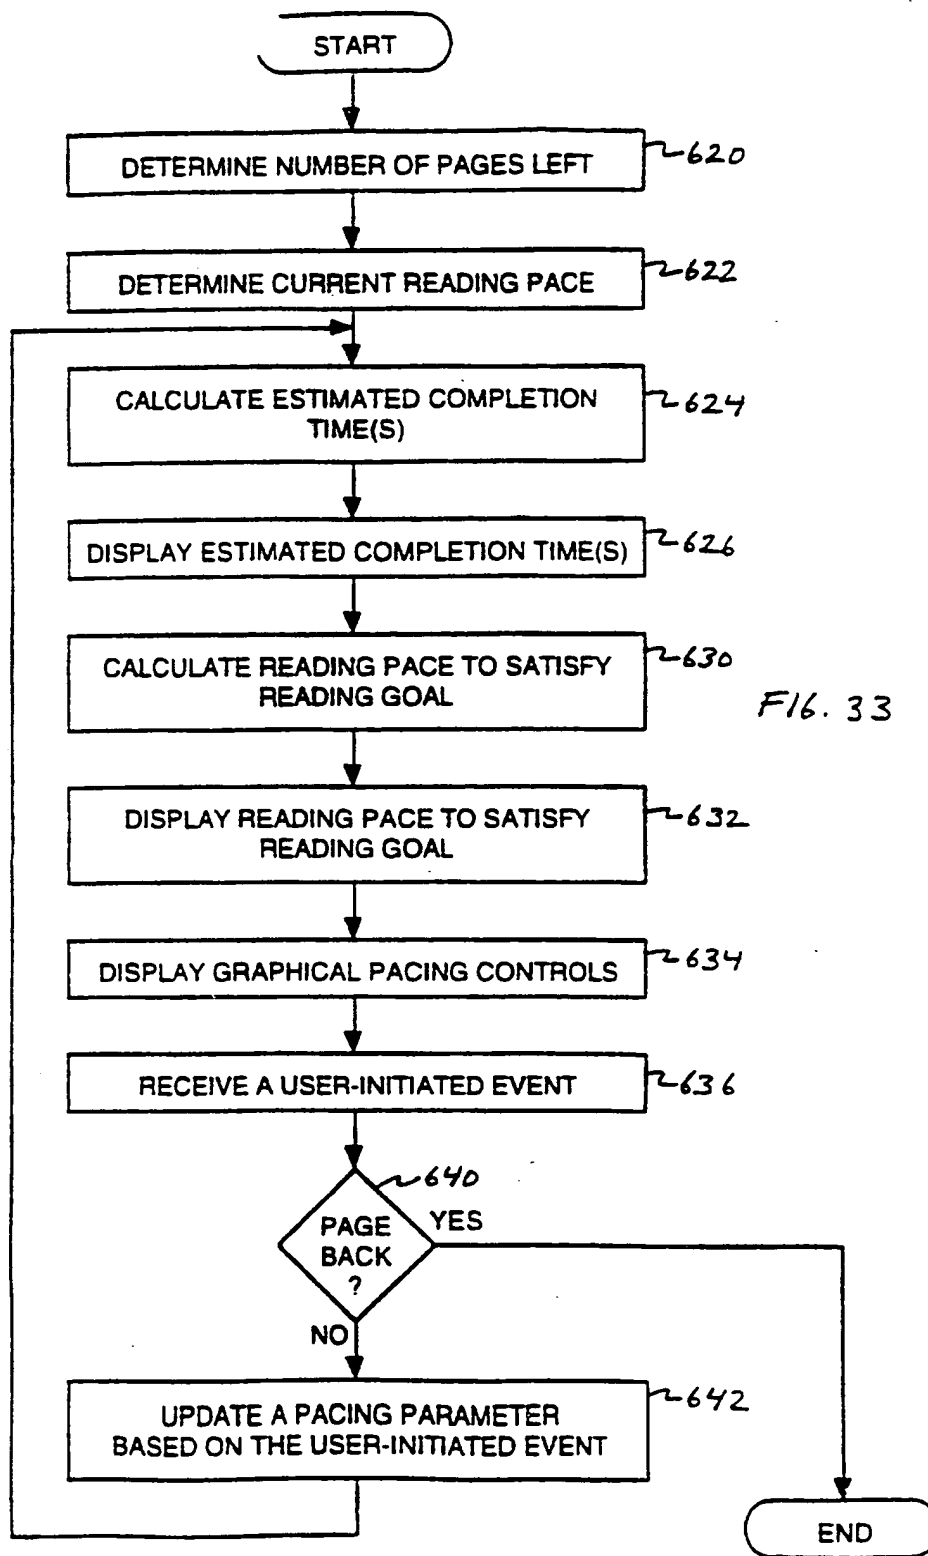 START
DETERMINE NUMBER OF PAGES LEFT
620
DETERMINE CURRENT READING PACE
622
CALCULATE ESTIMATED COMPLETION
TIME(S)
624
DISPLAY ESTIMATED COMPLETION TIME(S)
626
CALCULATE READING PACE TO SATISFY
READING GOAL
630
FIG. 33
DISPLAY READING PACE TO SATISFY
READING GOAL
632
DISPLAY GRAPHICAL PACING CONTROLS
634
RECEIVE A USER-INITIATED EVENT
636
640
PAGE
BACK
?
YES
NO
UPDATE A PACING PARAMETER
BASED ON THE USER-INITIATED EVENT
642
END